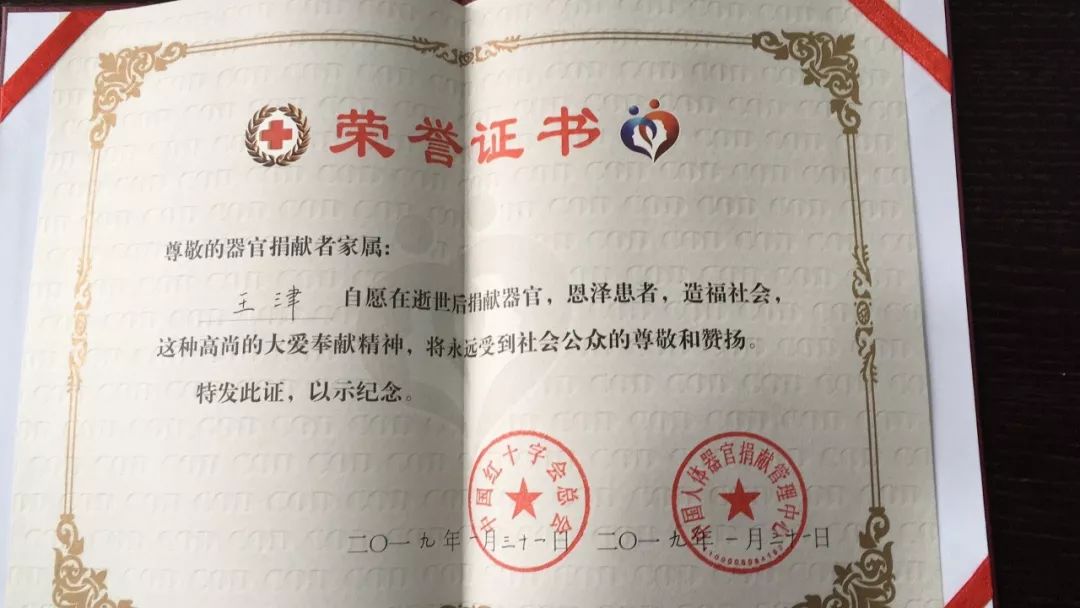 荣誉证书
尊敬的器官捐献者家属：
王津 自愿在逝世后捐献器官，恩泽患者，造福社会，
这种高尚的大爱奉献精神，将永远受到社会公众的尊敬和赞扬。
特发此证，以示纪念。
中国红十字会总会
中国人体器官捐献管理中心
二〇一九年一月三十一日 二〇一九年一月三十一日